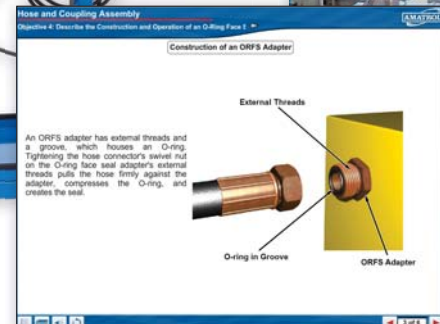 Hose and Coupling Assembly
AMATROL
Objective 4: Describe the Construction and Operation of an O-Ring Face S
Construction of an ORFS Adapter
External Threads
An ORFS adapter has external threads and
a groove, which houses an O-ring.
Tightening the hose connector's swivel nut
on the O-ring face seal adapter's external
threads pulls the hose firmly against the
adapter, compresses the O-ring, and
creates the seal.
O-ring in Groove
ORFS Adapter